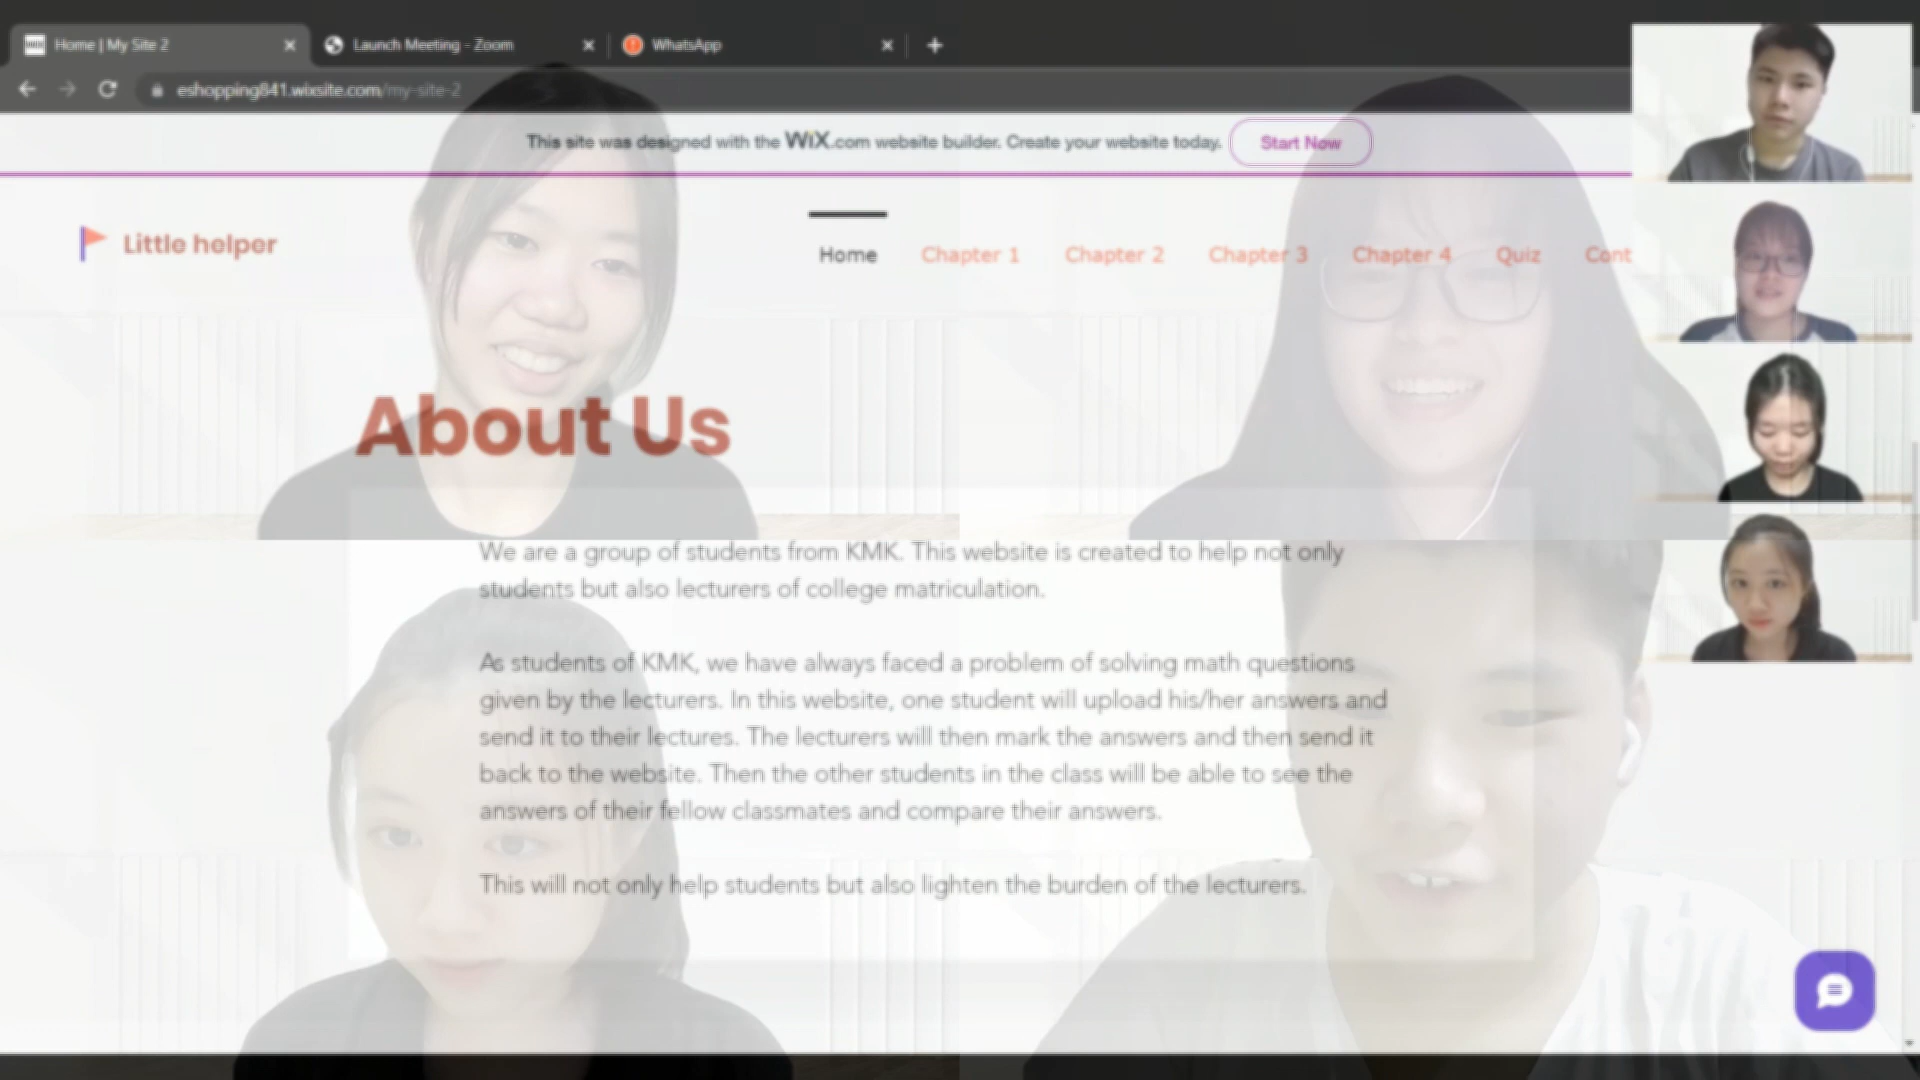 Home | My Site 2
Launch Meeting - Zoom
WhatsApp
eshopping841.wixsite.com/my-site-2
This site was designed with the WiX.com website builder. Create your website today.
Start Now
Little helper
Home
Chapter 1
Chapter 2
Chapter 3
Chapter 4
Quiz
Cont
About Us
We are a group of students from KMK. This website is created to help not only
students but also lecturers of college matriculation.
As students of KMK, we have always faced a problem of solving math questions
given by the lecturers. In this website, one student will upload his/her answers and
send it to their lectures. The lecturers will then mark the answers and then send it
back to the website. Then the other students in the class will be able to see the
answers of their fellow classmates and compare their answers.
This will not only help students but also lighten the burden of the lecturers.